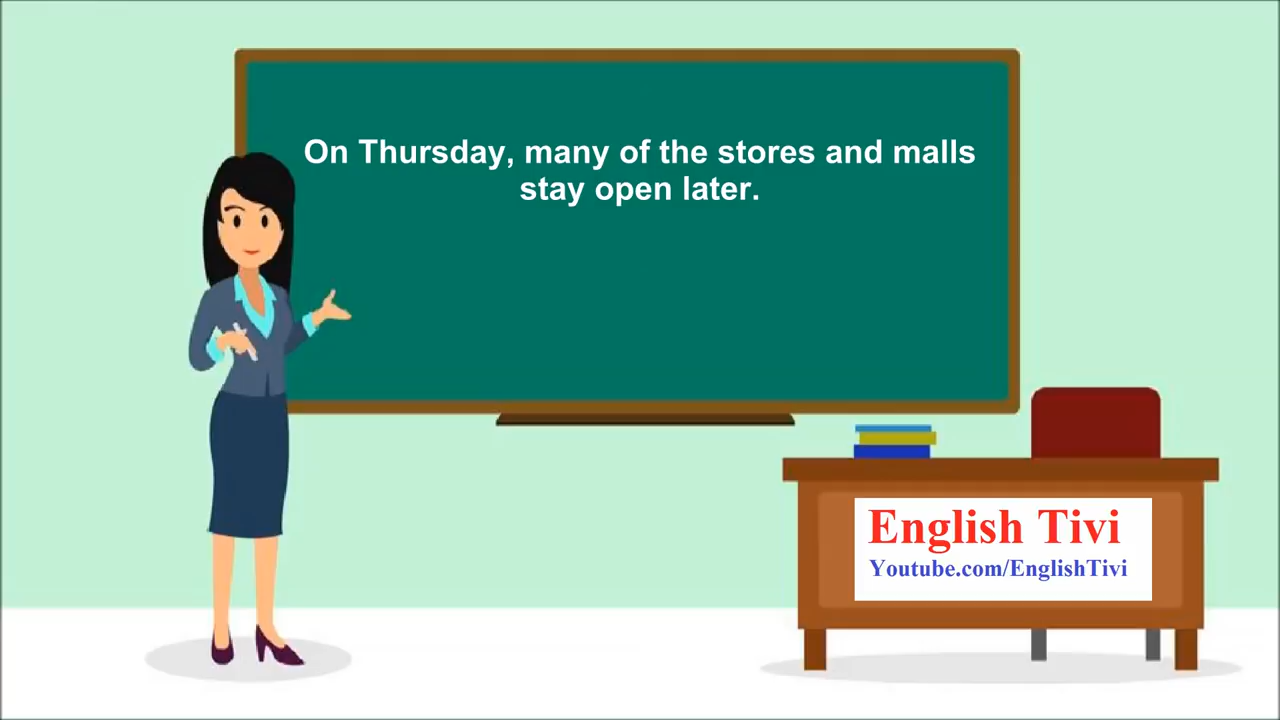 On Thursday, many of the stores and malls
stay open later.
English Tivi
Youtube.com/EnglishTivi